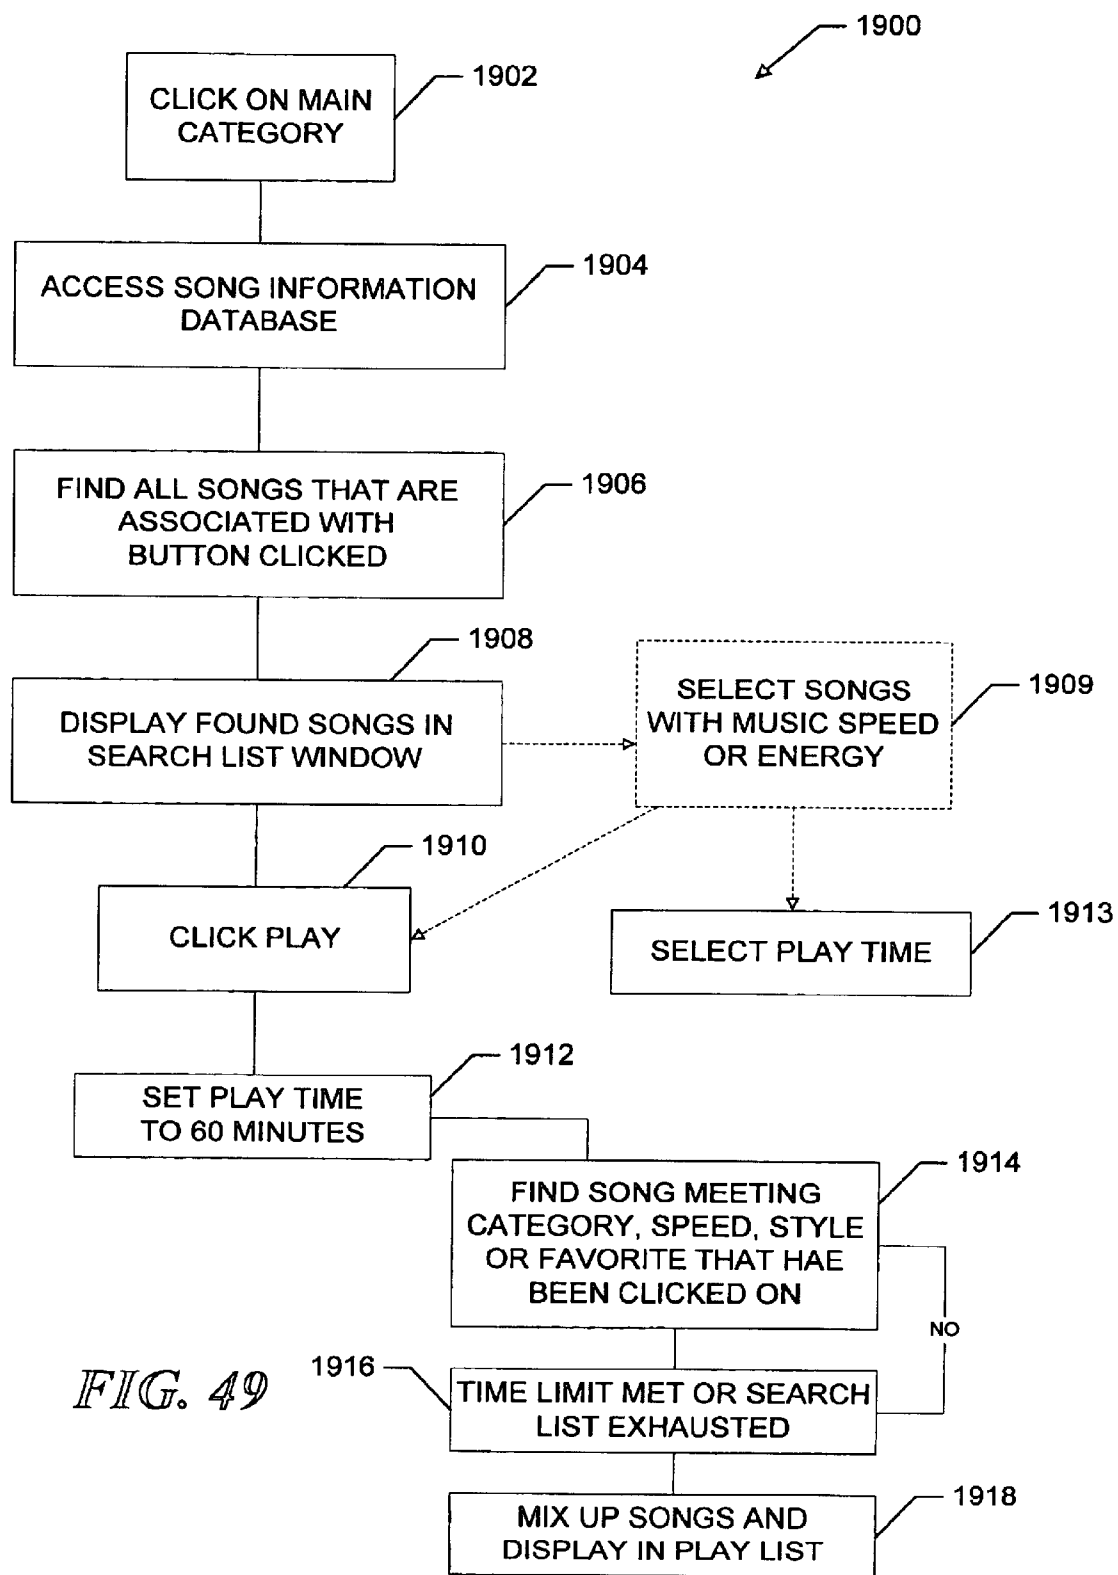 1900
1902
CLICK ON MAIN
CATEGORY
1904
ACCESS SONG INFORMATION
DATABASE
1906
FIND ALL SONGS THAT ARE
ASSOCIATED WITH
BUTTON CLICKED
1908
DISPLAY FOUND SONGS IN
SEARCH LIST WINDOW
1909
SELECT SONGS
WITH MUSIC SPEED
OR ENERGY
1910
CLICK PLAY
1913
SELECT PLAY TIME
1912
SET PLAY TIME
TO 60 MINUTES
1914
FIND SONG MEETING
CATEGORY, SPEED, STYLE
OR FAVORITE THAT HAE
BEEN CLICKED ON
NO
1916
TIME LIMIT MET OR SEARCH
LIST EXHAUSTED
FIG. 49
1918
MIX UP SONGS AND
DISPLAY IN PLAY LIST